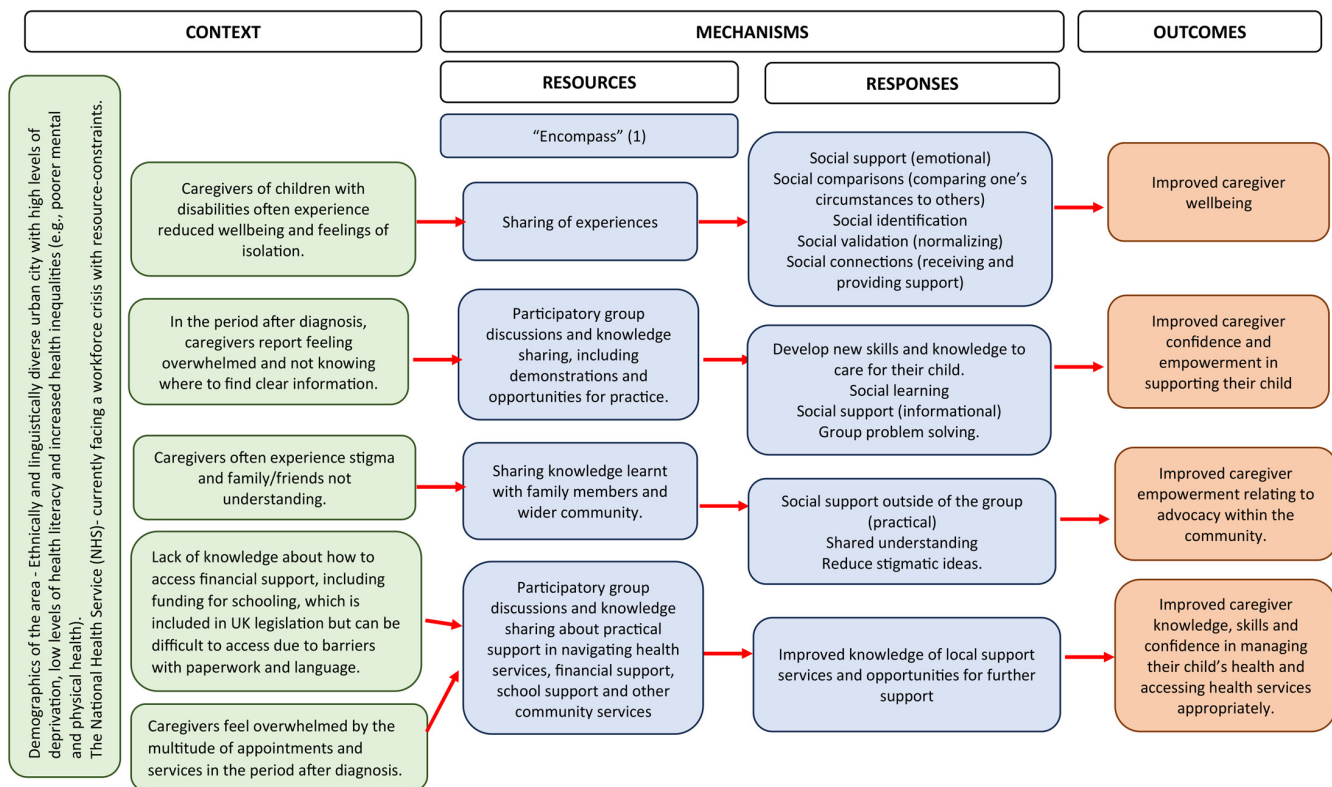 CONTEXT
MECHANISMS
OUTCOMES
RESOURCES
RESPONSES
Demographics of the area - Ethnically and linguistically diverse urban city with high levels of
deprivation, low levels of health literacy and increased health inequalities (e.g., poorer mental
and physical health).
The National Health Service (NHS)- currently facing a workforce crisis with resource-constraints.
“Encompass” (1)
Caregivers of children with
disabilities often experience
reduced wellbeing and feelings of
isolation.
Sharing of experiences
Social support (emotional)
Social comparisons (comparing one’s
circumstances to others)
Social identification
Social validation (normalizing)
Social connections (receiving and
providing support)
Improved caregiver
wellbeing
In the period after diagnosis,
caregivers report feeling
overwhelmed and not knowing
where to find clear information.
Participatory group
discussions and knowledge
sharing, including
demonstrations and
opportunities for practice.
Develop new skills and knowledge to
care for their child.
Social learning
Social support (informational)
Group problem solving.
Improved caregiver
confidence and
empowerment in
supporting their child
Caregivers often experience stigma
and family/friends not
understanding.
Sharing knowledge learnt
with family members and
wider community.
Social support outside of the group
(practical)
Shared understanding
Reduce stigmatic ideas.
Improved caregiver
empowerment relating to
advocacy within the
community.
Lack of knowledge about how to
access financial support, including
funding for schooling, which is
included in UK legislation but can be
difficult to access due to barriers
with paperwork and language.
Caregivers feel overwhelmed by the
multitude of appointments and
services in the period after diagnosis.
Participatory group
discussions and knowledge
sharing about practical
support in navigating health
services, financial support,
school support and other
community services
Improved knowledge of local support
services and opportunities for further
support
Improved caregiver
knowledge, skills and
confidence in managing
their child’s health and
accessing health services
appropriately.